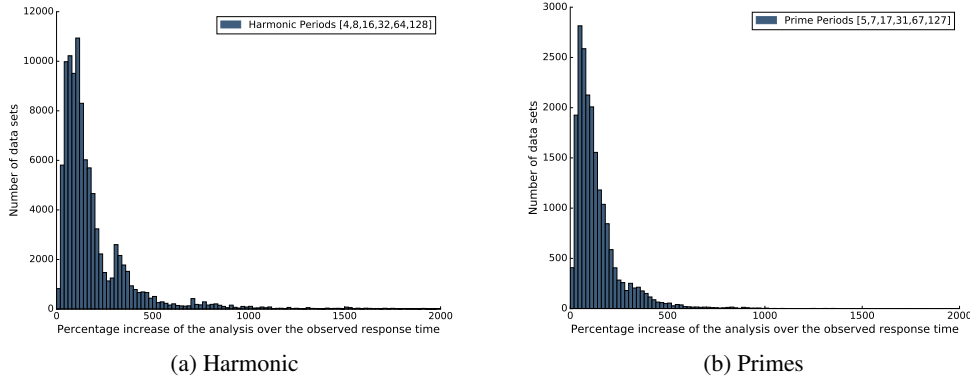 12000
10000
8000
6000
4000
2000
0
Number of data sets
Harmonic Periods [4,8,16,32,64,128]
0 500 1000 1500 2000
Percentage increase of the analysis over the observed response time
(a) Harmonic
3000
2500
2000
1500
1000
500
0
Number of data sets
Prime Periods [5,7,17,31,67,127]
0 500 1000 1500 2000
Percentage increase of the analysis over the observed response time
(b) Primes